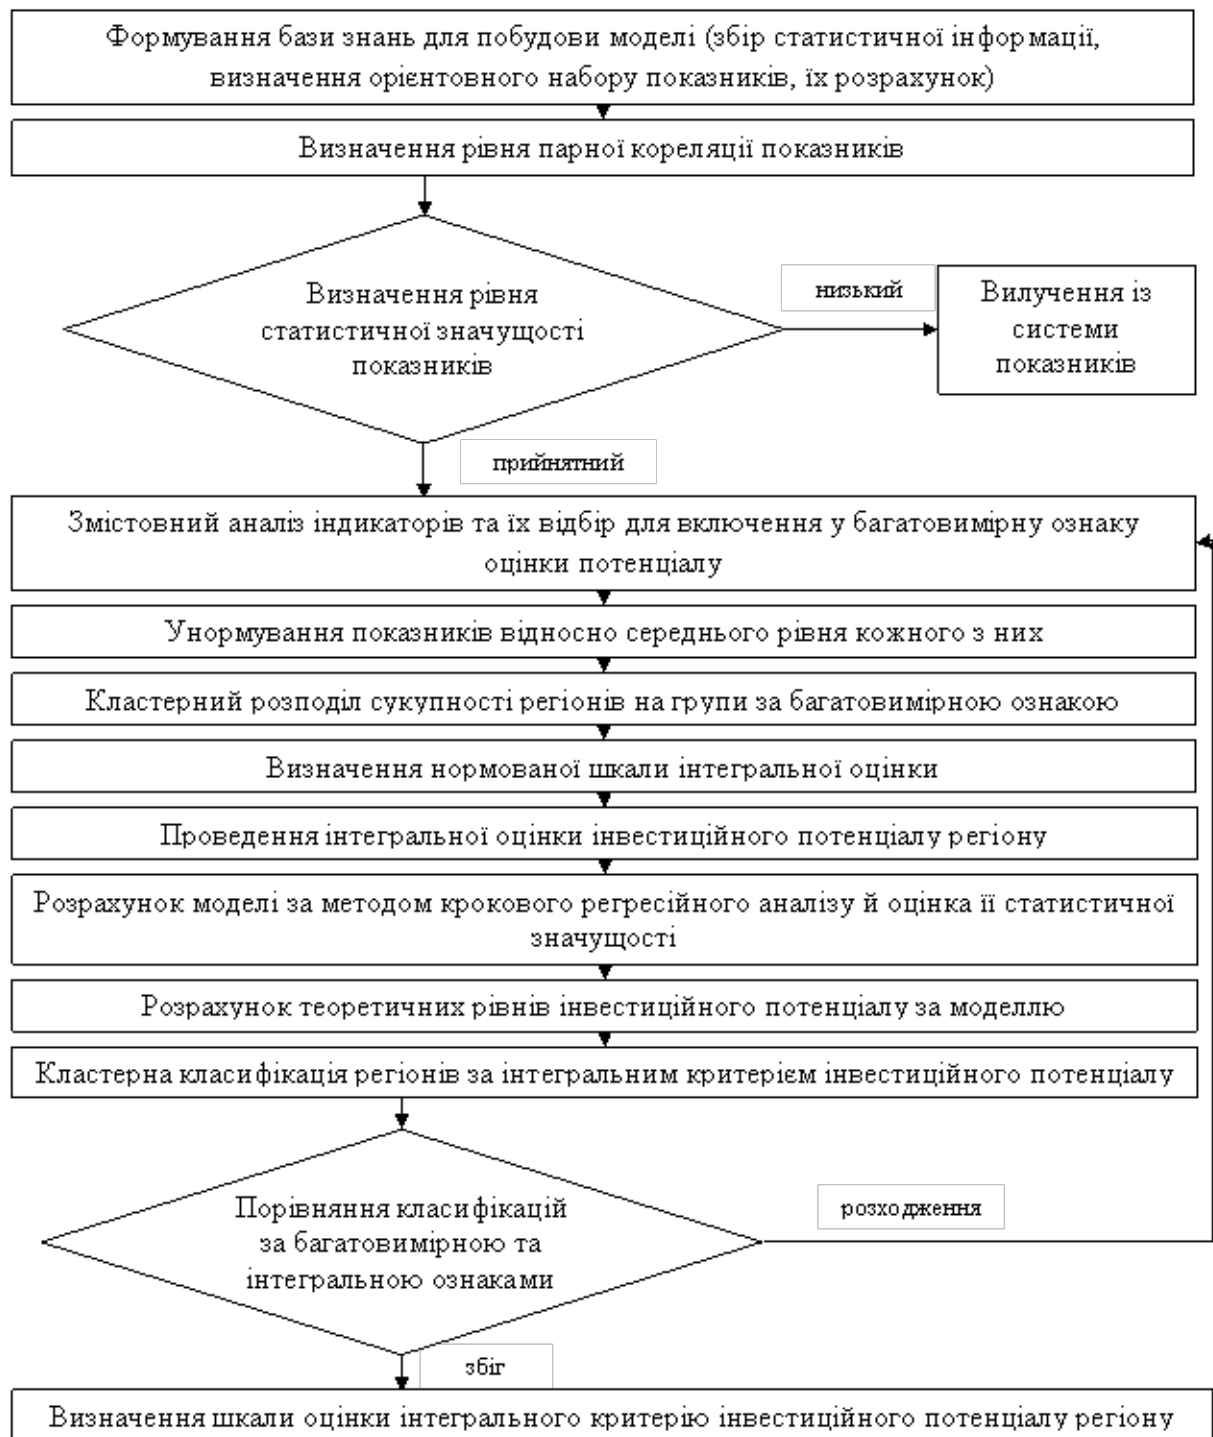 Формування бази знань для побудови моделі (збір статистичної інформації,
визначення орієнтовного набору показників, їх розрахунок)
Визначення рівня парної кореляції показників
Визначення рівня
статистичної значущості
показників
низький
Вилучення із
системи
показників
прийнятний
Змістовний аналіз індикаторів та їх відбір для включення у багатовимірну ознаку
оцінки потенціалу
Унормування показників відносно середнього рівня кожного з них
Кластерний розподіл сукупності регіонів на групи за багатовимірною ознакою
Визначення нормованої шкали інтегральної оцінки
Проведення інтегральної оцінки інвестиційного потенціалу регіону
Розрахунок моделі за методом крокового регресійного аналізу й оцінка її статистичної
значущості
Розрахунок теоретичних рівнів інвестиційного потенціалу за моделлю
Кластерна класифікація регіонів за інтегральним критерієм інвестиційного потенціалу
Порівняння класифікацій
за багатовимірною та
інтегральною ознаками
розходження
збіг
Визначення шкали оцінки інтегрального критерію інвестиційного потенціалу регіону